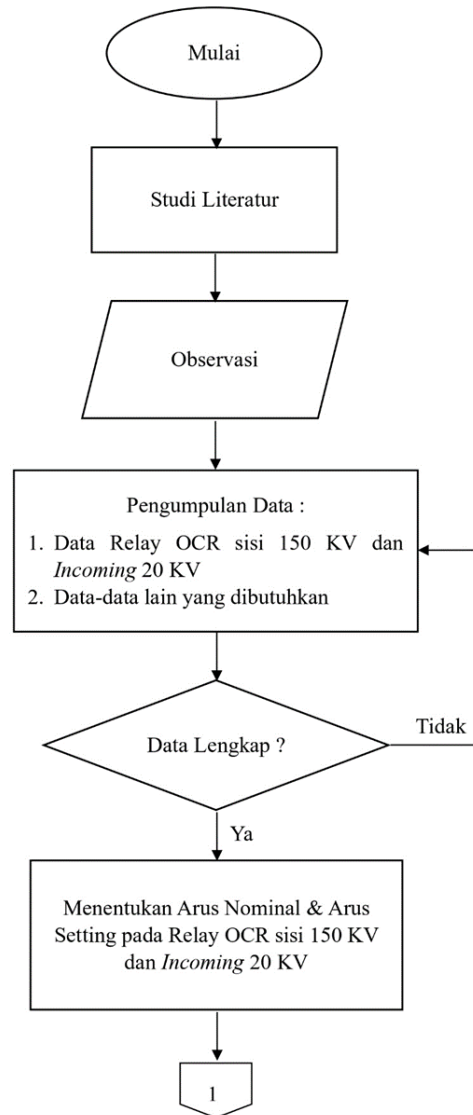 Mulai
Studi Literatur
Observasi
Pengumpulan Data :
1. Data Relay OCR sisi 150 KV dan
Incoming 20 KV
2. Data-data lain yang dibutuhkan
Data Lengkap ?
Tidak
Ya
Menentukan Arus Nominal & Arus
Setting pada Relay OCR sisi 150 KV
dan Incoming 20 KV
1